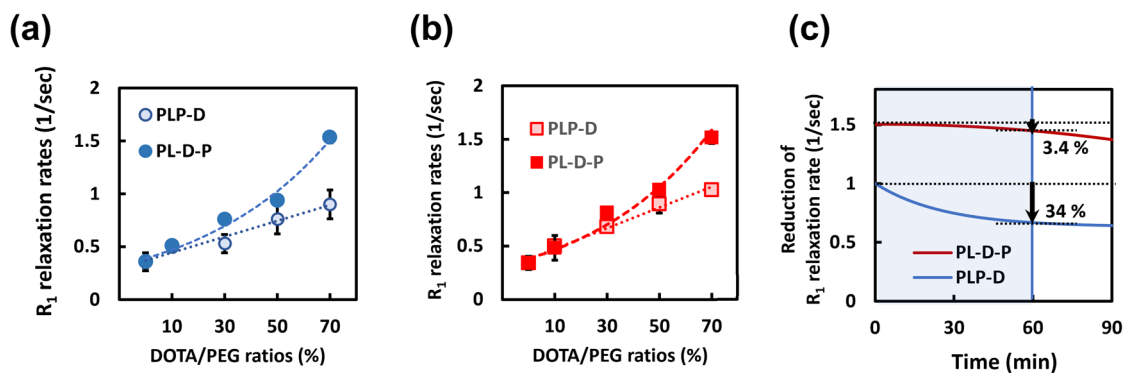 (a)
R1 relaxation rates (1/sec)
2
1.5
1
0.5
0
PLP-D
PL-D-P
10 30 50 70
DOTA/PEG ratios (%)
(b)
R1 relaxation rates (1/sec)
2
1.5
1
0.5
0
PLP-D
PL-D-P
10 30 50 70
DOTA/PEG ratios (%)
(c)
Reduction of
R1 relaxation rate (1/sec)
1.5
1
0.5
0
3.4 %
34 %
PL-D-P
PLP-D
0 30 60 90
Time (min)